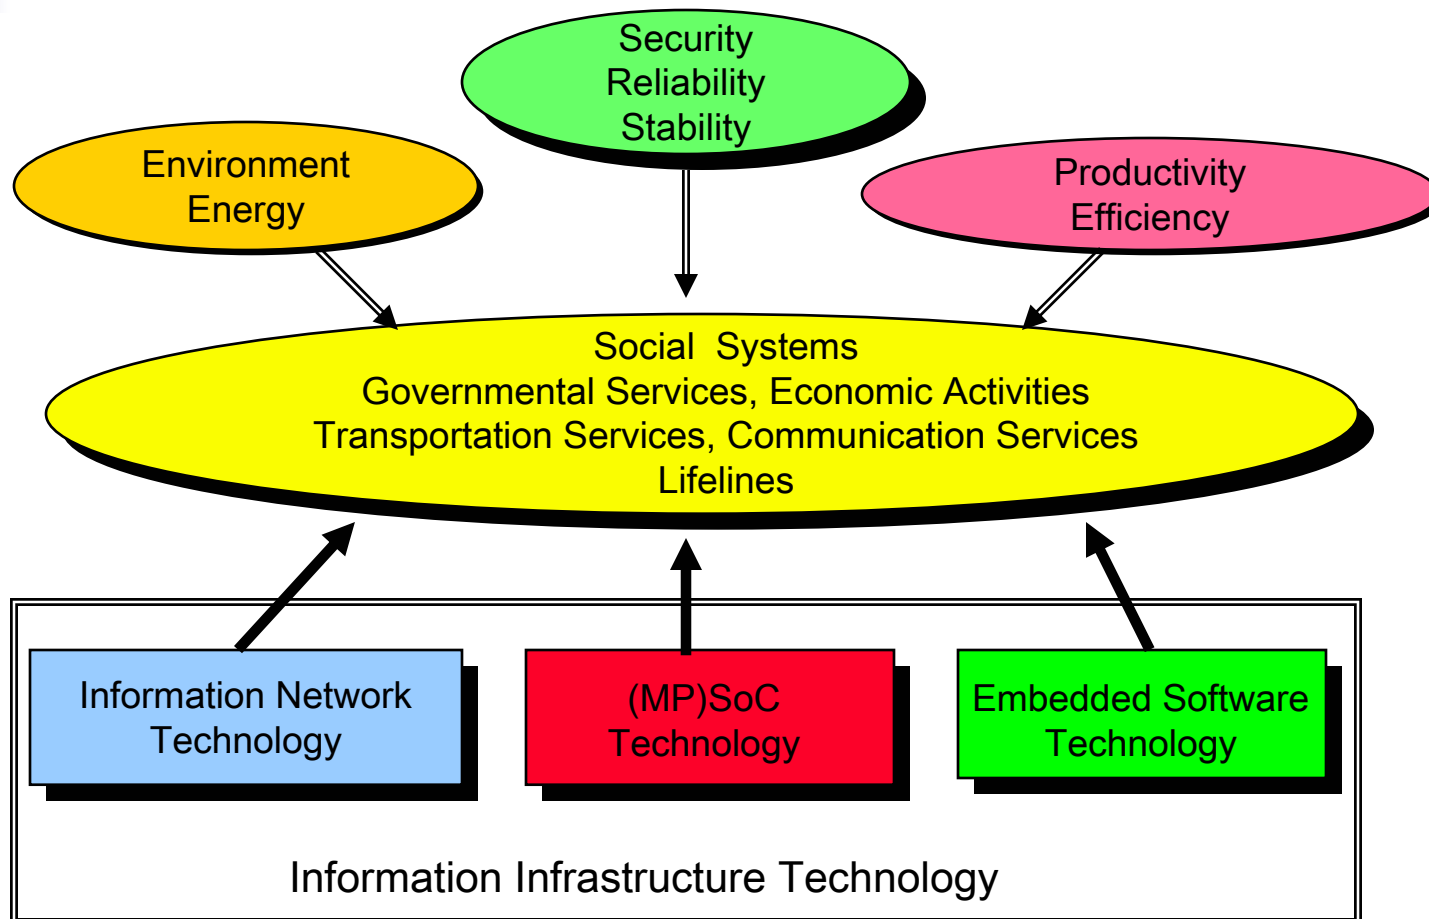 Security
Reliability
Stability
Environment
Energy
Productivity
Efficiency
Social Systems
Governmental Services, Economic Activities
Transportation Services, Communication Services
Lifelines
Information Network
Technology
(MP)SoC
Technology
Embedded Software
Technology
Information Infrastructure Technology